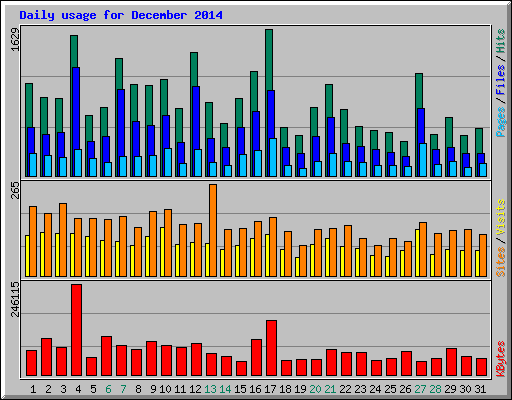 Daily usage for December 2014
1629
Pages / Files / Hits
265
Sites / Visits
246115
KBytes
1 2 3 4 5 6 7 8 9 10 11 12 13 14 15 16 17 18 19 20 21 22 23 24 25 26 27 28 29 30 31